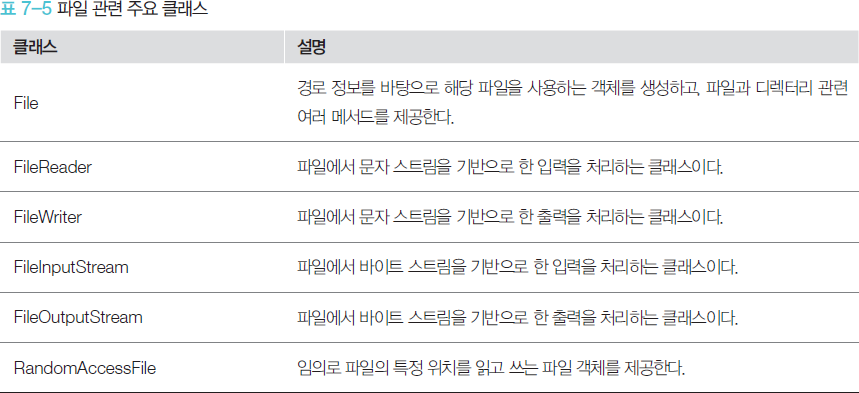 표 7-5 파일 관련 주요 클래스
클래스 설명
File 경로 정보를 바탕으로 해당 파일을 사용하는 객체를 생성하고, 파일과 디렉터리 관련
여러 메서드를 제공한다.
FileReader 파일에서 문자 스트림을 기반으로 한 입력을 처리하는 클래스이다.
FileWriter 파일에서 문자 스트림을 기반으로 한 출력을 처리하는 클래스이다.
FileInputStream 파일에서 바이트 스트림을 기반으로 한 입력을 처리하는 클래스이다.
FileOutputStream 파일에서 바이트 스트림을 기반으로 한 출력을 처리하는 클래스이다.
RandomAccessFile 임의로 파일의 특정 위치를 읽고 쓰는 파일 객체를 제공한다.